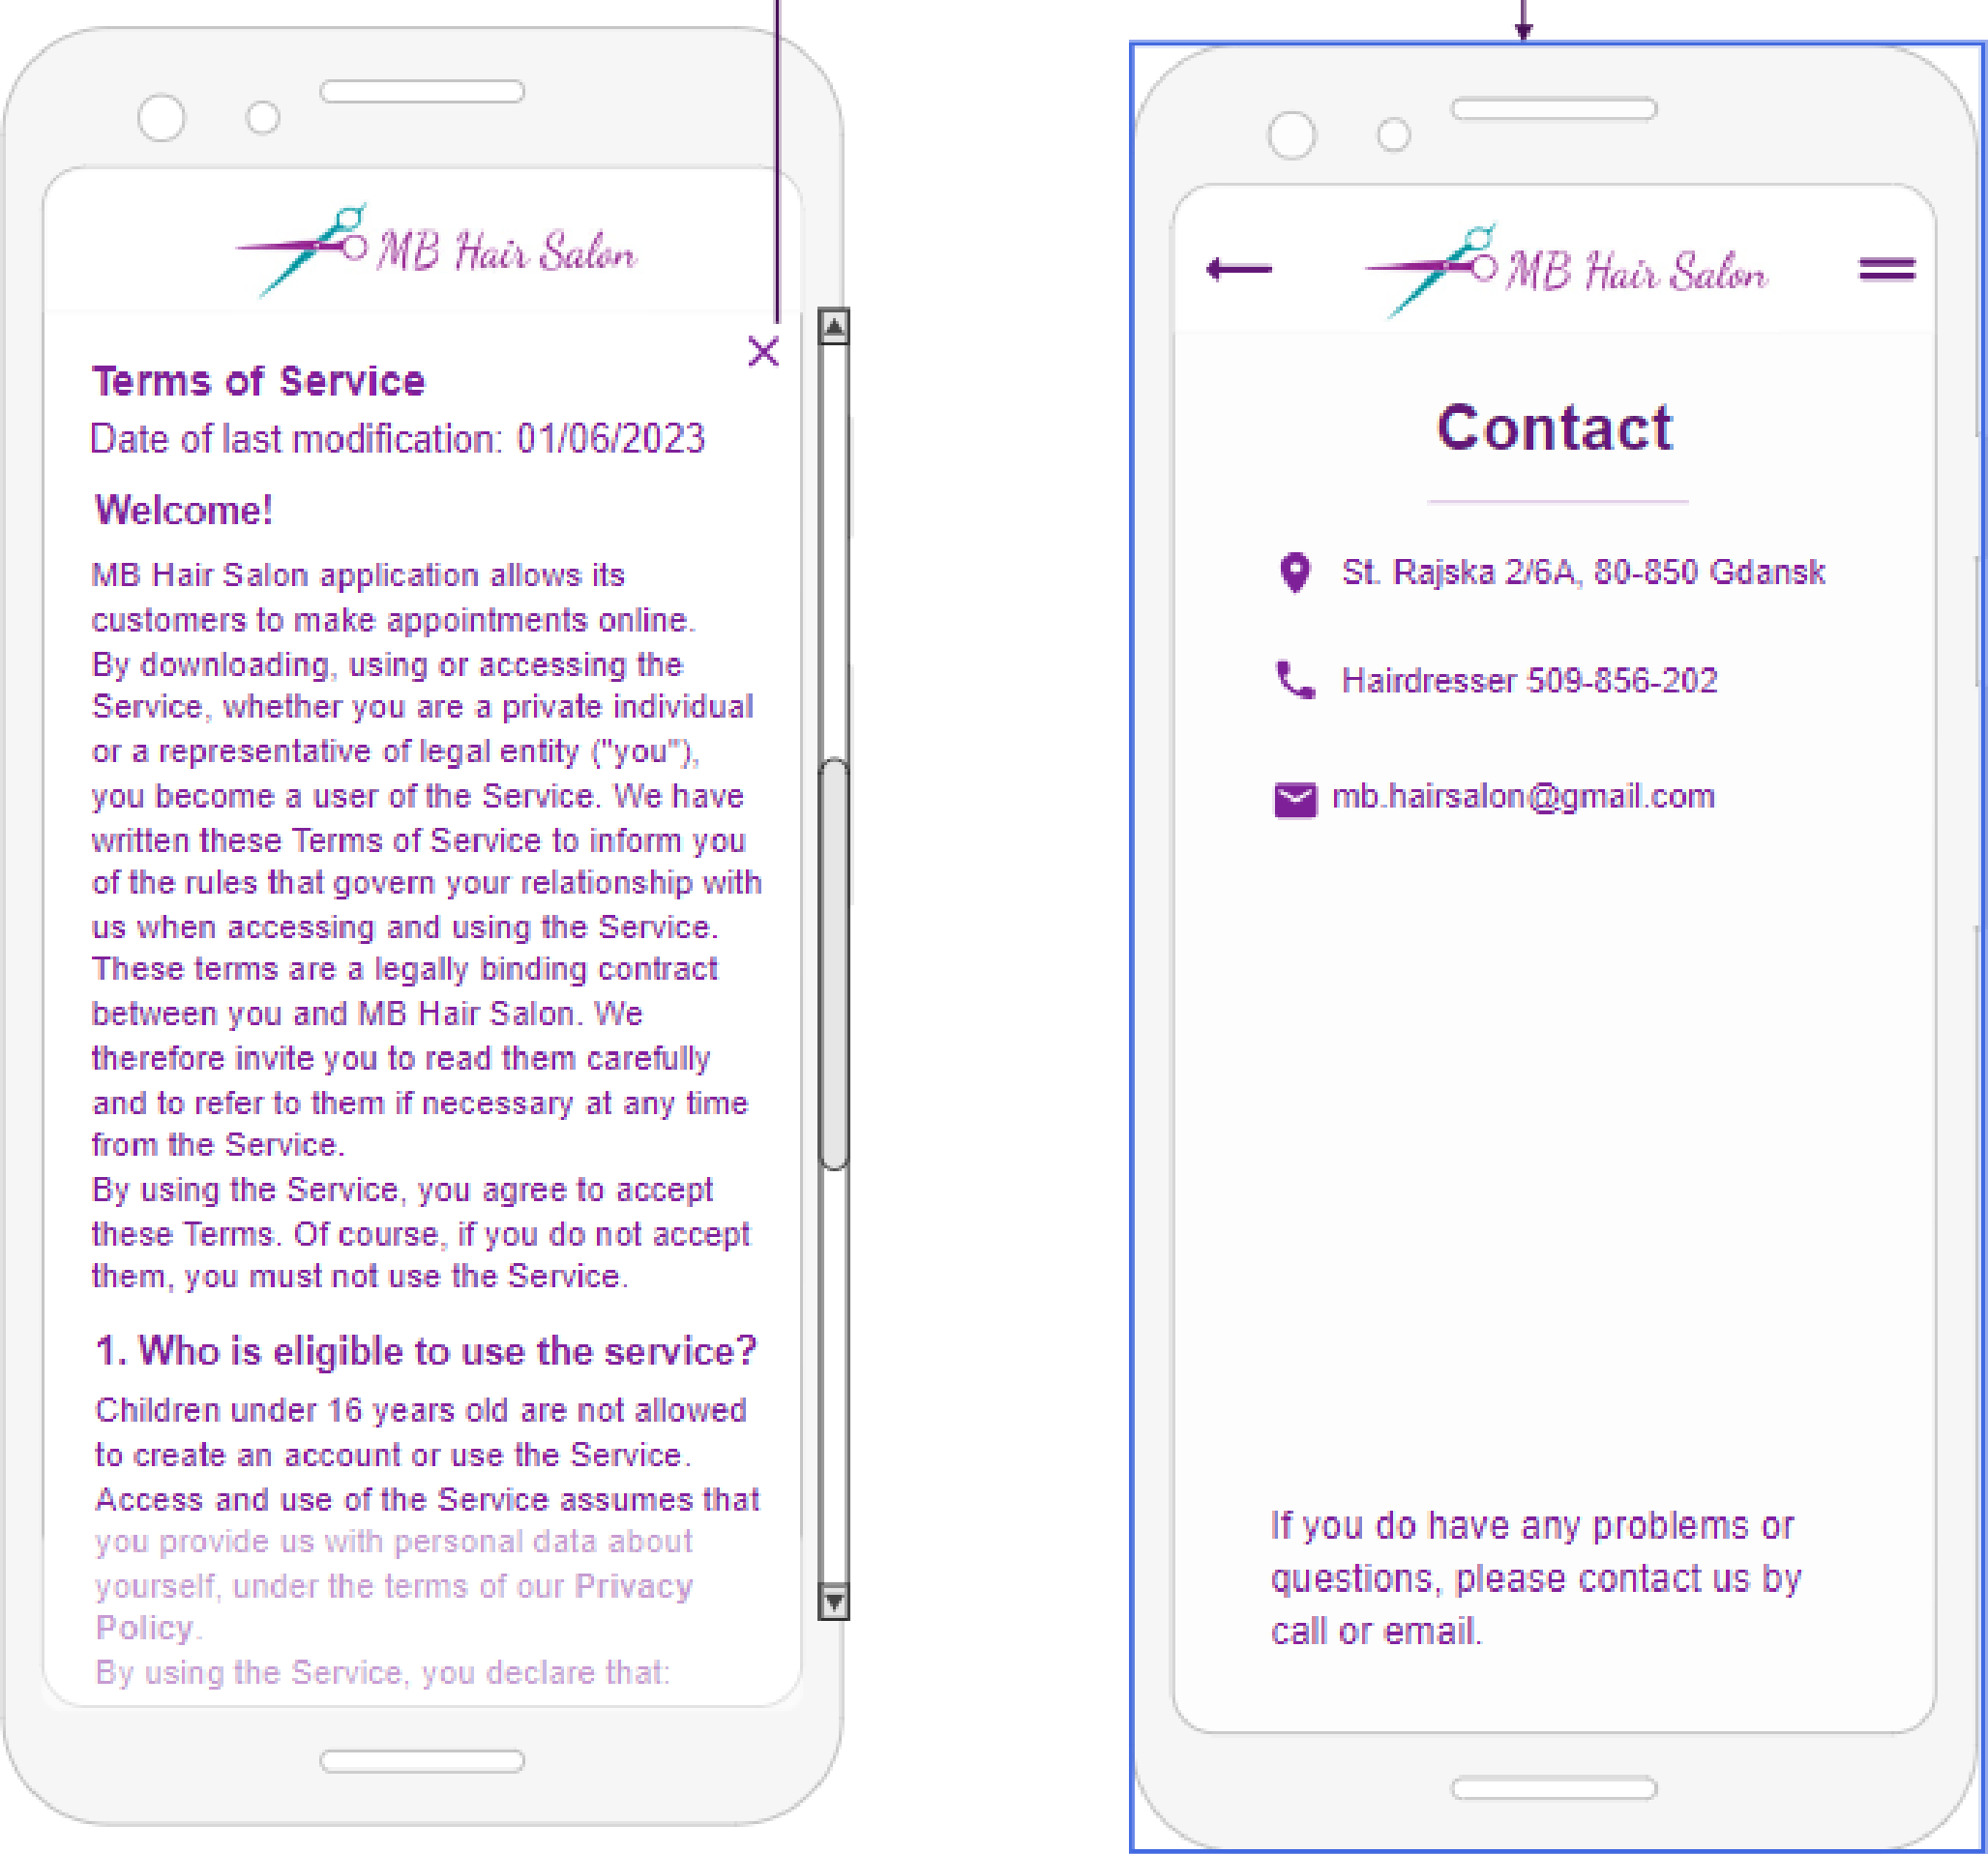 MB Hair Salon
Terms of Service
Date of last modification: 01/06/2023
Welcome!
MB Hair Salon application allows its
customers to make appointments online.
By downloading, using or accessing the
Service, whether you are a private individual
or a representative of legal entity ("you"),
you become a user of the Service. We have
written these Terms of Service to inform you
of the rules that govern your relationship with
us when accessing and using the Service.
These terms are a legally binding contract
between you and MB Hair Salon. We
therefore invite you to read them carefully
and to refer to them if necessary at any time
from the Service.
By using the Service, you agree to accept
these Terms. Of course, if you do not accept
them, you must not use the Service.
1. Who is eligible to use the service?
Children under 16 years old are not allowed
to create an account or use the Service.
Access and use of the Service assumes that
you provide us with personal data about
yourself, under the terms of our Privacy
Policy.
By using the Service, you declare that:
MB Hair Salon
Contact
St. Rajska 2/6A, 80-850 Gdansk
Hairdresser 509-856-202
mb.hairsalon@gmail.com
If you do have any problems or
questions, please contact us by
call or email.